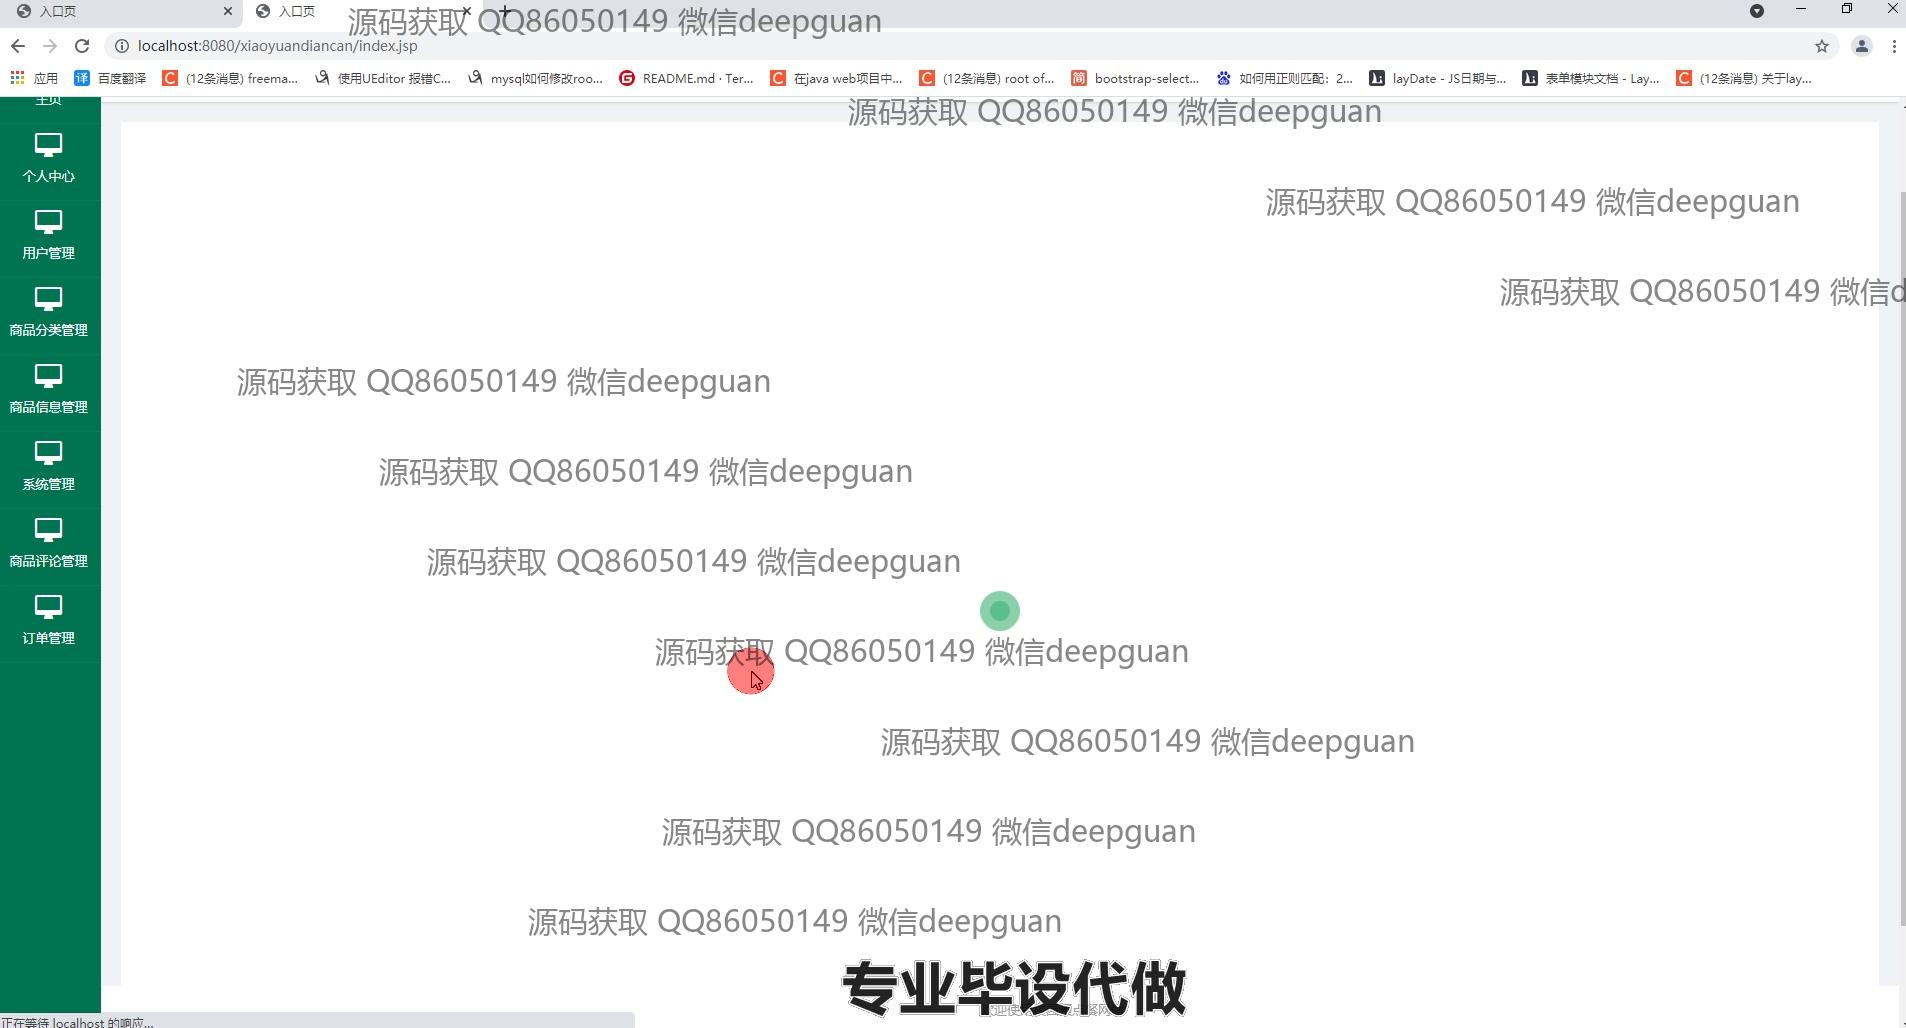 入口页
入口页
源码获取 QQ86050149 微信deepguan
localhost:8080/xiaoyuandiancan/index.jsp
应用
百度翻译
(12条消息) freema...
使用UEditor 报错C...
mysql如何修改roo...
README.md · Ter...
在java web项目中...
(12条消息) root of...
bootstrap-select...
如何用正则匹配：2...
layDate - JS日期与...
表单模块文档 - Lay...
(12条消息) 关于lay...
主页
源码获取 QQ86050149 微信deepguan
个人中心
源码获取 QQ86050149 微信deepguan
用户管理
源码获取 QQ86050149 微信d
商品分类管理
源码获取 QQ86050149 微信deepguan
商品信息管理
源码获取 QQ86050149 微信deepguan
系统管理
源码获取 QQ86050149 微信deepguan
商品评论管理
源码获取 QQ86050149 微信deepguan
订单管理
源码获取 QQ86050149 微信deepguan
源码获取 QQ86050149 微信deepguan
源码获取 QQ86050149 微信deepguan
专业毕设代做
正在等待 localhost 的响应...